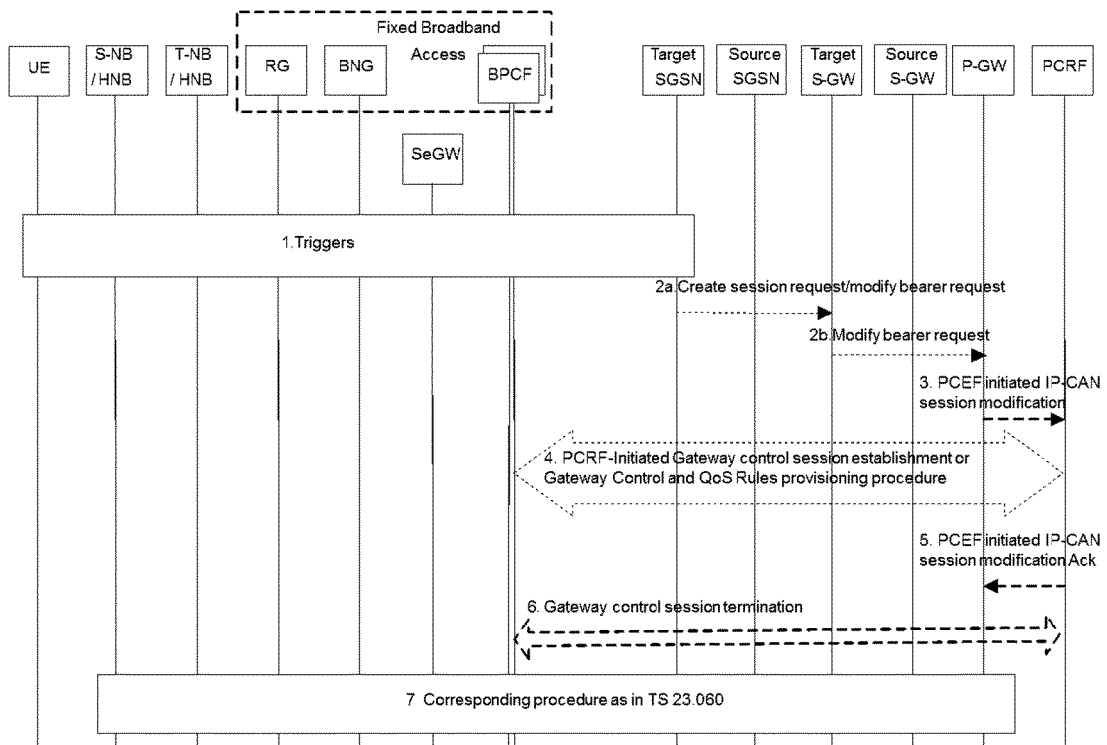 Fixed Broadband
Access
UE
S-NB
/ HNB
T-NB
/ HNB
RG
BNG
BPCF
Target
SGSN
Source
SGSN
Target
S-GW
Source
S-GW
P-GW
PCRF
SeGW
1.Triggers
2a.Create session request/modify bearer request
2b.Modify bearer request
3. PCEF initiated IP-CAN
session modification
4. PCRF-Initiated Gateway control session establishment or
Gateway Control and QoS Rules provisioning procedure
5. PCEF initiated IP-CAN
session modification Ack
6. Gateway control session termination
7 Corresponding procedure as in TS 23.060